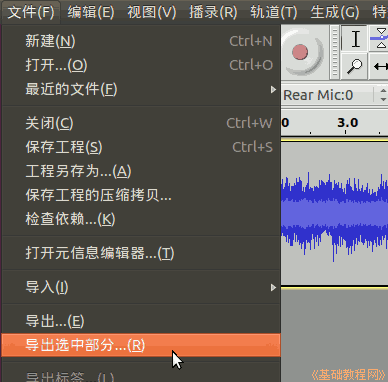 文件(F) 编辑(E) 视图(V) 播录(R) 轨道(T) 生成(G) 特
新建(N) Ctrl+N
打开...(O) Ctrl+O
最近的文件(F)
Rear Mic:0
关闭(C) Ctrl+W
0 3.0
保存工程(S) Ctrl+S
工程另存为...(A)
保存工程的压缩拷贝...
检查依赖...(K)
打开元信息编辑器...(T)
导入(I)
导出...(E)
导出选中部分...(R)
导出标签...(L)
《基础教程网》